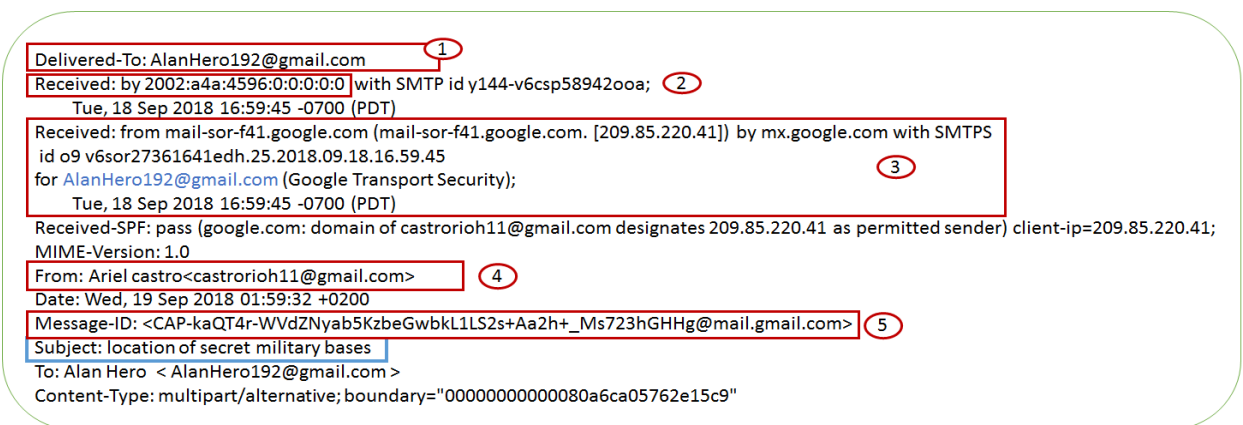 Delivered-To: AlanHero192@gmail.com 1
Received: by 2002:a4a:4596:0:0:0:0:0 with SMTP id y144-v6csp58942ooa; 2
Tue, 18 Sep 2018 16:59:45 -0700 (PDT)
Received: from mail-sor-f41.google.com (mail-sor-f41.google.com. [209.85.220.41]) by mx.google.com with SMTPS
id o9 v6sor27361641edh.25.2018.09.18.16.59.45 3
for AlanHero192@gmail.com (Google Transport Security);
Tue, 18 Sep 2018 16:59:45 -0700 (PDT)
Received-SPF: pass (google.com: domain of castrorioh11@gmail.com designates 209.85.220.41 as permitted sender) client-ip=209.85.220.41;
MIME-Version: 1.0
From: Ariel castro<castrorioh11@gmail.com> 4
Date: Wed, 19 Sep 2018 01:59:32 +0200
Message-ID: <CAP-kaQT4r-WVdZNyab5KzbeGwbkL1LS2s+Aa2h+_Ms723hGHHg@mail.gmail.com> 5
Subject: location of secret military bases
To: Alan Hero < AlanHero192@gmail.com >
Content-Type: multipart/alternative; boundary="00000000000080a6ca05762e15c9"